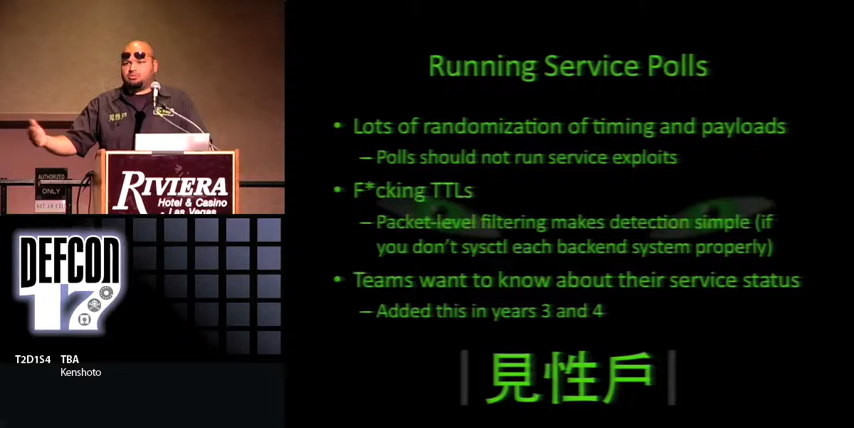 見性戶
AUTHORIZED
ONLY
RIVIERA
Hotel & Casino
Las Vegas
DEFCON
17
T2D1S4 TBA
Kenshoto
Running Service Polls
• Lots of randomization of timing and payloads
– Polls should not run service exploits
• F*cking TTLs
– Packet-level filtering makes detection simple (if
you don't sysctl each backend system properly)
• Teams want to know about their service status
– Added this in years 3 and 4
| 見性戶 |